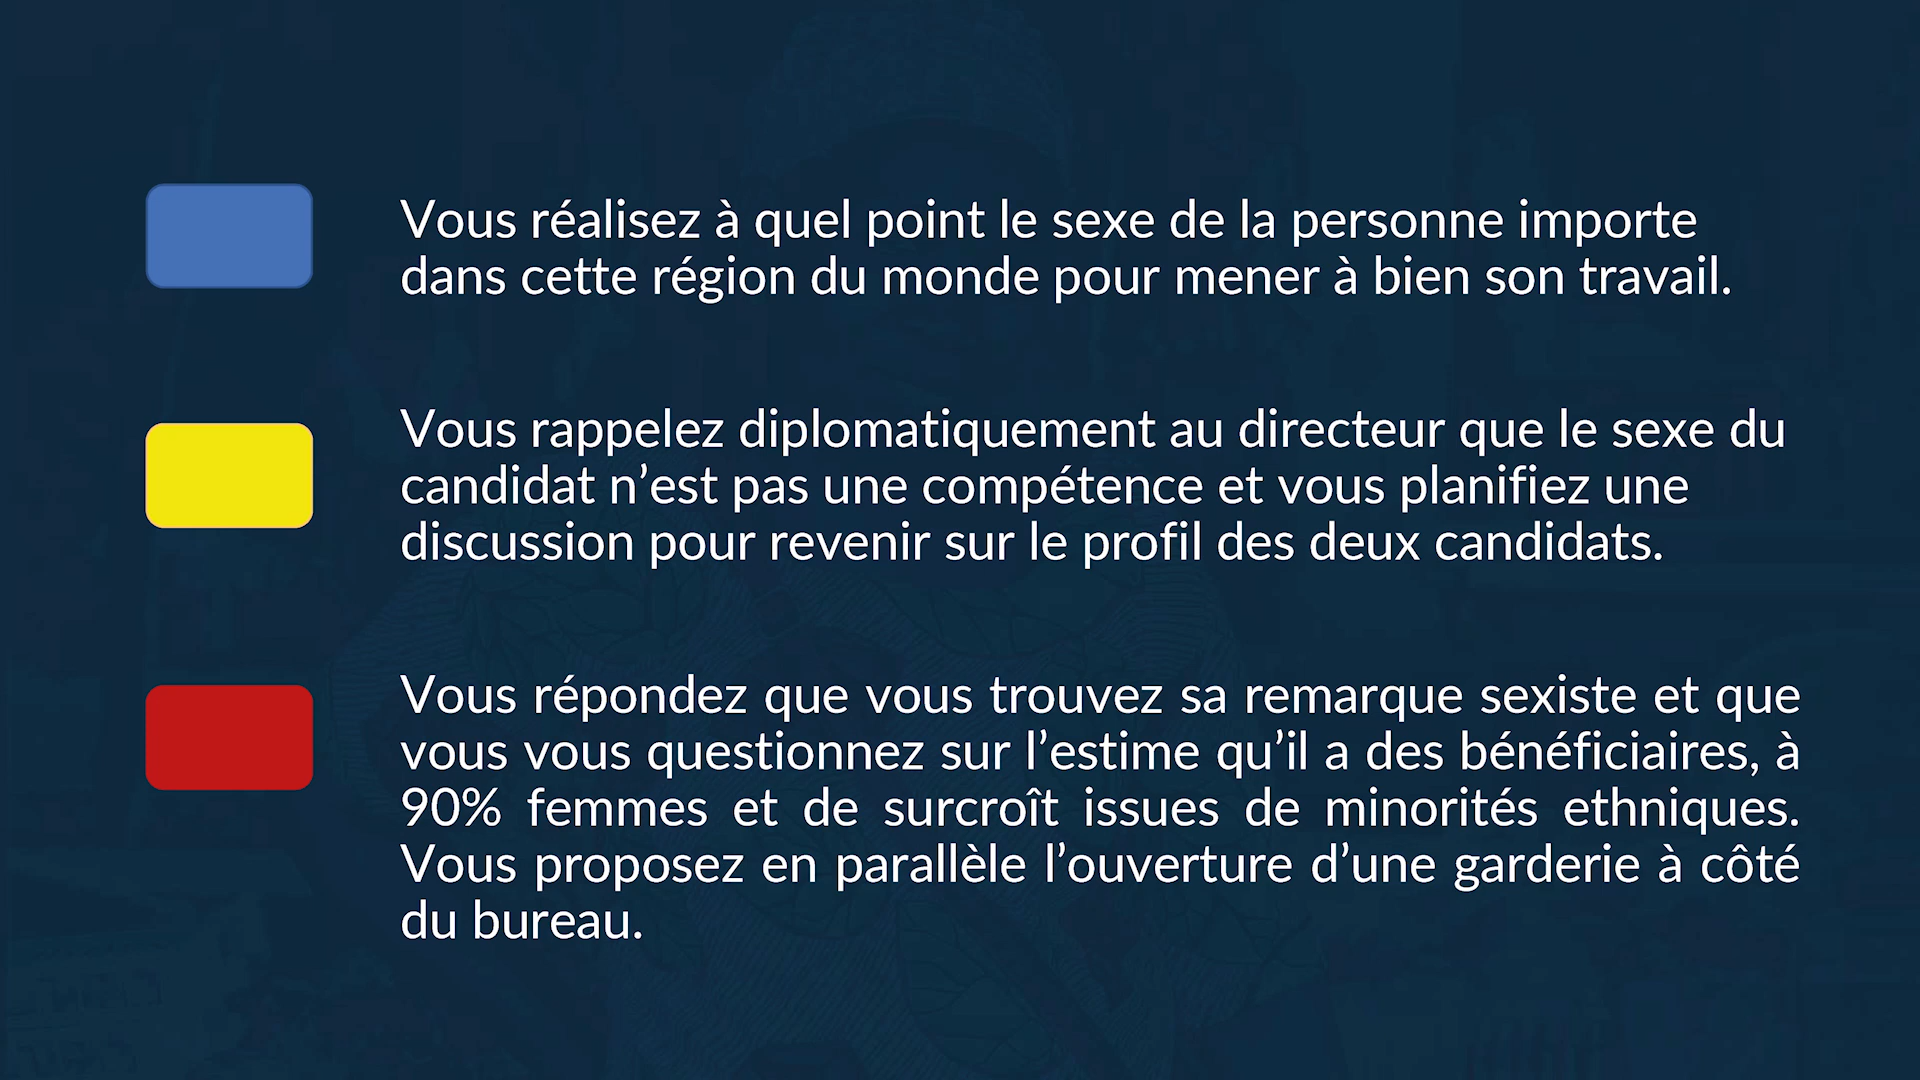 Vous réalisez à quel point le sexe de la personne importe
dans cette région du monde pour mener à bien son travail.
Vous rappelez diplomatiquement au directeur que le sexe du
candidat n’est pas une compétence et vous planifiez une
discussion pour revenir sur le profil des deux candidats.
Vous répondez que vous trouvez sa remarque sexiste et que
vous vous questionnez sur l’estime qu’il a des bénéficiaires, à
90% femmes et de surcroît issues de minorités ethniques.
Vous proposez en parallèle l’ouverture d’une garderie à côté
du bureau.